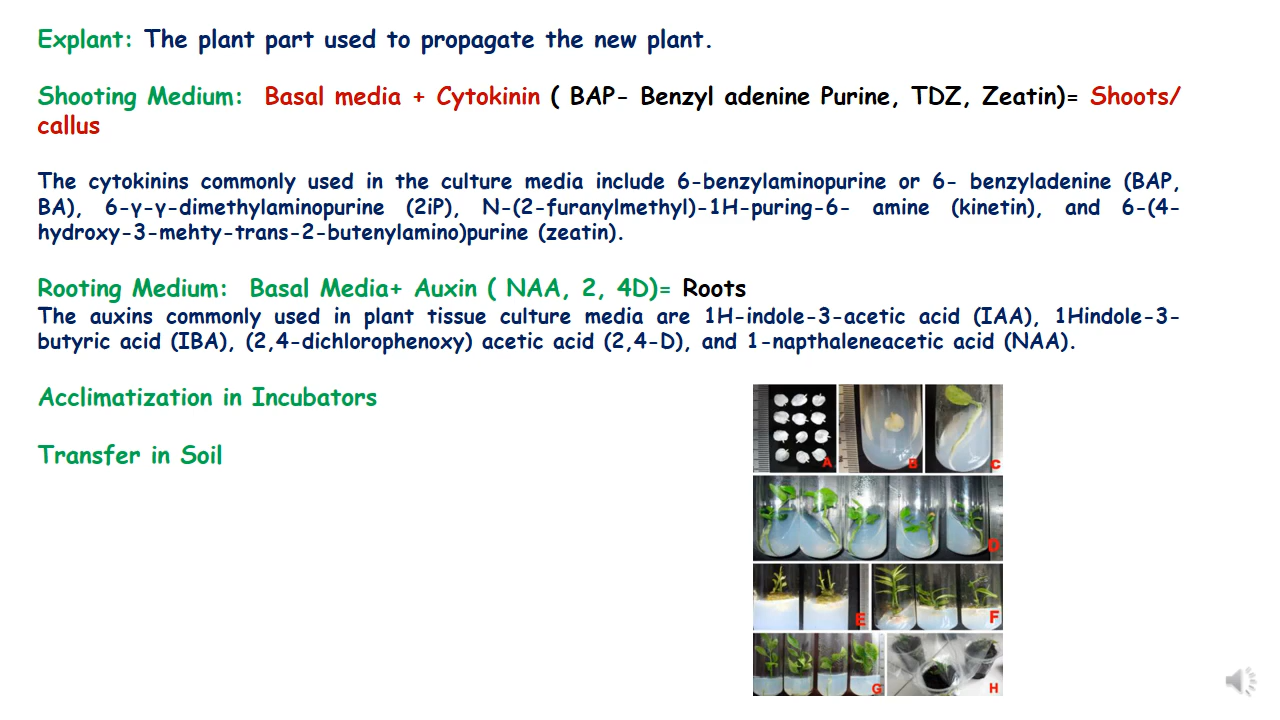 Explant: The plant part used to propagate the new plant.
Shooting Medium: Basal media + Cytokinin ( BAP- Benzyl adenine Purine, TDZ, Zeatin)= Shoots/
callus
The cytokinins commonly used in the culture media include 6-benzylaminopurine or 6- benzyladenine (BAP,
BA), 6-γ-γ-dimethylaminopurine (2iP), N-(2-furanylmethyl)-1H-puring-6- amine (kinetin), and 6-(4-
hydroxy-3-mehty-trans-2-butenylamino)purine (zeatin).
Rooting Medium: Basal Media+ Auxin ( NAA, 2, 4D)= Roots
The auxins commonly used in plant tissue culture media are 1H-indole-3-acetic acid (IAA), 1Hindole-3-
butyric acid (IBA), (2,4-dichlorophenoxy) acetic acid (2,4-D), and 1-napthaleneacetic acid (NAA).
Acclimatization in Incubators
Transfer in Soil
A B C
D
E F
G H